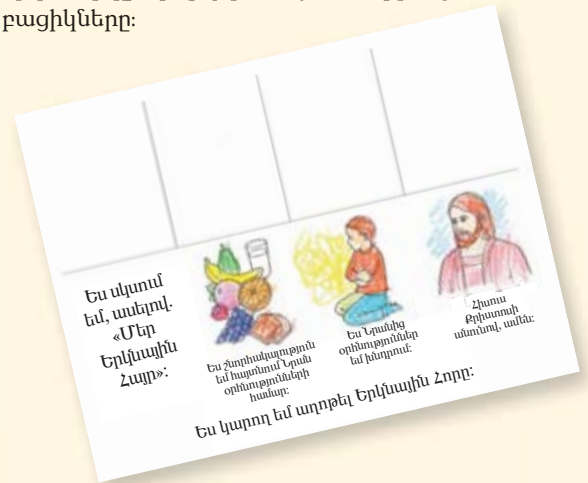 բացիկները:
Ես սկսում
եմ, ասելով.
«Մեր
Երկնային
Հայր»:
Ես շնորհակալություն
եմ հայտնում Նրան
օրհնությունների
համար:
Ես Նրանից
օրհնություններ
եմ խնդրում:
Հիսուս
Քրիստոսի
անունով, ամեն:
Ես կարող եմ աղոթել Երկնային Հորը: